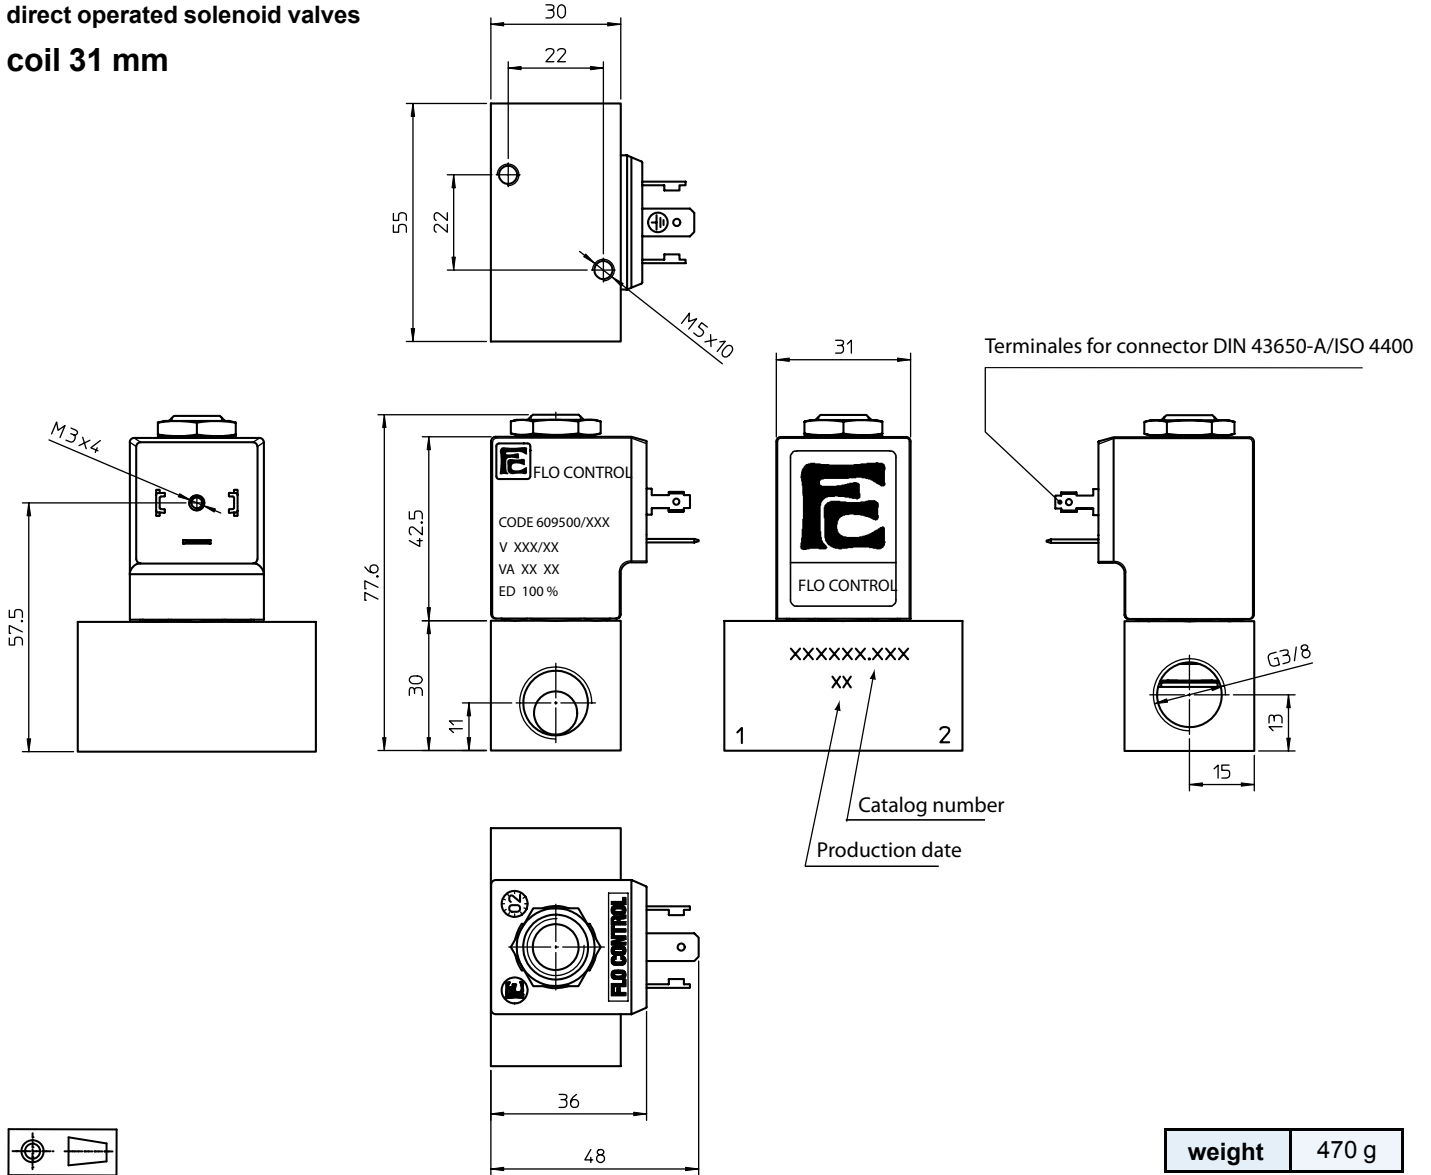 direct operated solenoid valves
coil 31 mm
30
22
55
22
M5x10
31
Terminales for connector DIN 43650-A/ISO 4400
M3x4
57.5
77.6
42.5
30
11
FC FLO CONTROL
CODE 609500/XXX
V XXX/XX
VA XX XX
ED 100 %
FC
FLO CONTROL
XXXXXX.XXX
XX
1 2
G3/8
13
15
Catalog number
Production date
02
FC
FLO CONTROL
36
48
weight 470 g